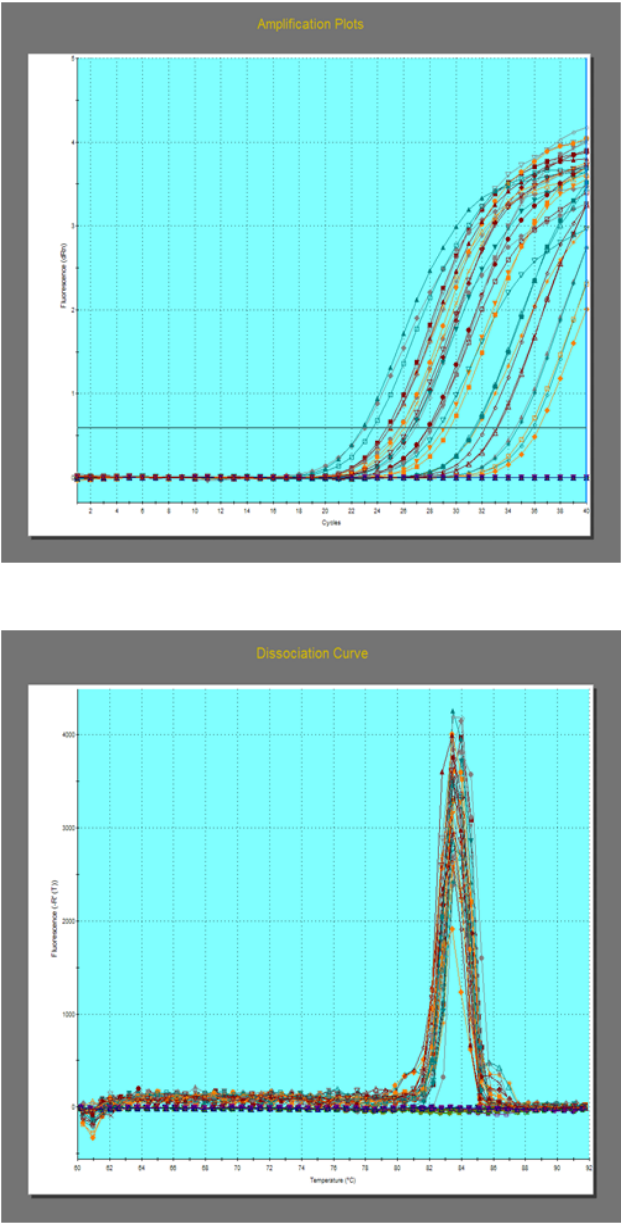 Amplification Plots
5
4
3
2
1
0
Fluorescence (dRn)
2 4 6 8 10 12 14 16 18 20 22 24 26 28 30 32 34 36 38 40
Cycles
Dissociation Curve
4000
3000
2000
1000
0
Fluorescence (-R' (T))
60 62 64 66 68 70 72 74 76 78 80 82 84 86 88 90 92
Temperature (°C)